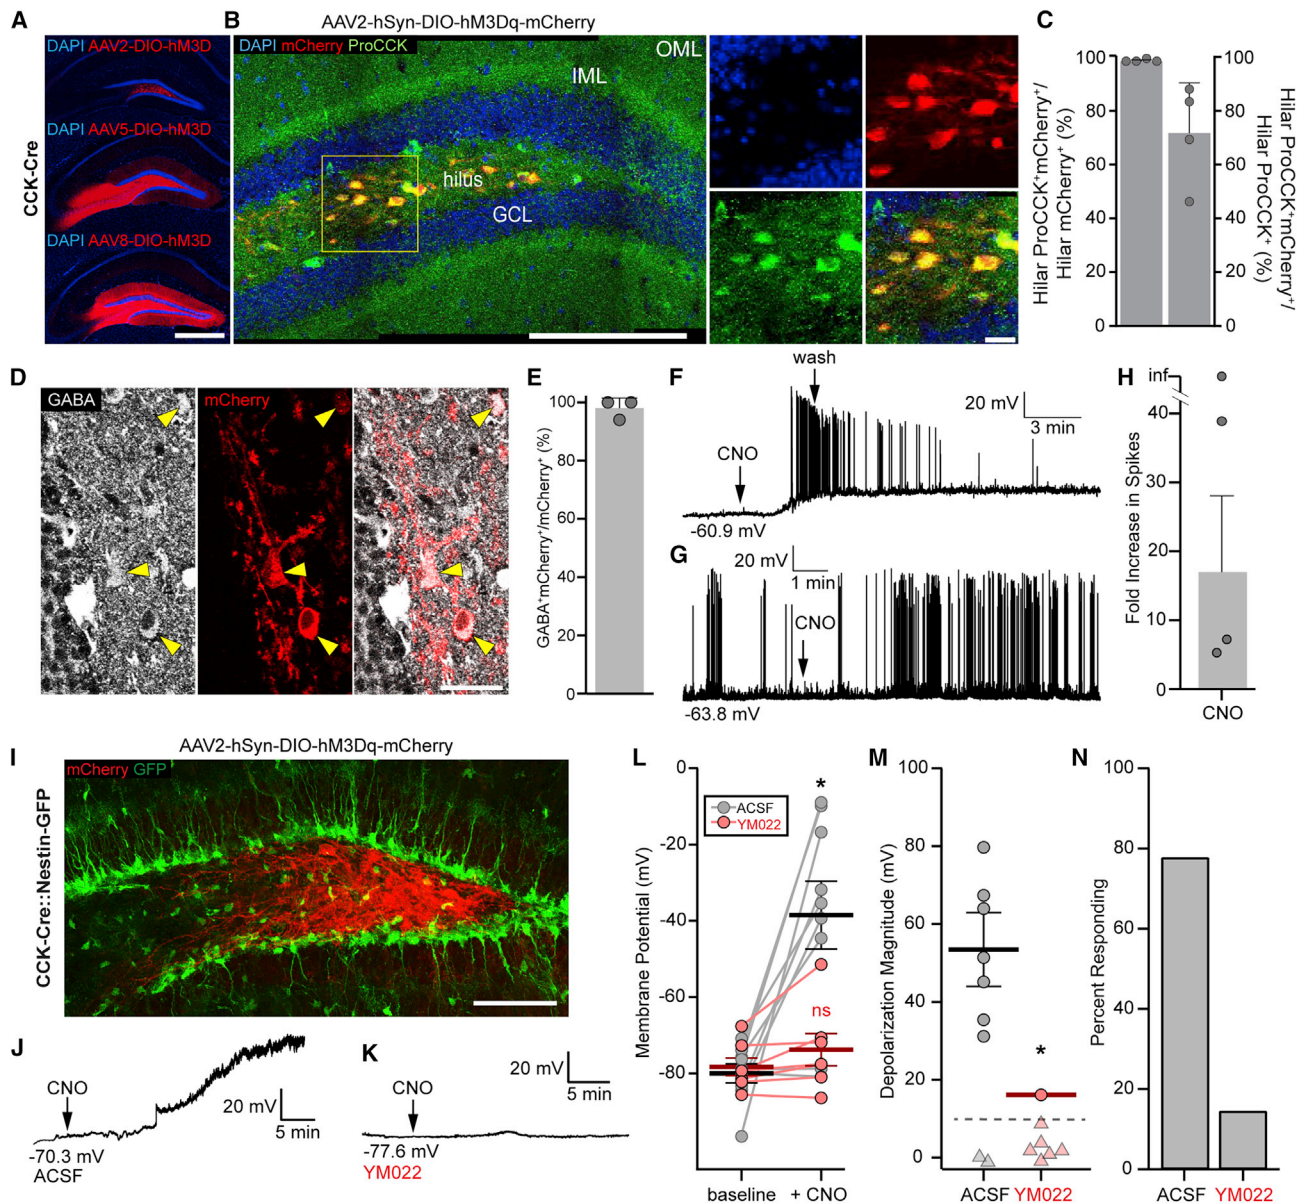 A
DAPI AAV2-DIO-hM3D
AAV5-DIO-hM3D
DAPI AAV8-DIO-hM3D
CCK-Cre
B
AAV2-hSyn-DIO-hM3Dq-mCherry
DAPI mCherry ProCCK
OML
IML
hilus
GCL
C
Hilar ProCCK⁺mCherry⁺/
Hilar mCherry⁺ (%)
100
80
60
40
20
0
100
80
60
40
20
0
Hilar ProCCK⁺mCherry⁺/
Hilar ProCCK⁺ (%)
D
GABA
mCherry
E
GABA⁺mCherry⁺/mCherry⁺ (%)
100
80
60
40
20
0
F
wash
CNO
20 mV
3 min
-60.9 mV
G
20 mV
1 min
CNO
-63.8 mV
H
Fold Increase in Spikes
inf
40
30
20
10
0
CNO
I
AAV2-hSyn-DIO-hM3Dq-mCherry
mCherry GFP
CCK-Cre::Nestin-GFP
J
CNO
20 mV
5 min
-70.3 mV
ACSF
K
CNO
20 mV
5 min
-77.6 mV
YM022
L
Membrane Potential (mV)
0
-20
-40
-60
-80
ACSF
YM022
*
ns
baseline
+ CNO
M
Depolarization Magnitude (mV)
100
80
60
40
20
0
*
ACSF
YM022
N
Percent Responding
100
80
60
40
20
0
ACSF
YM022